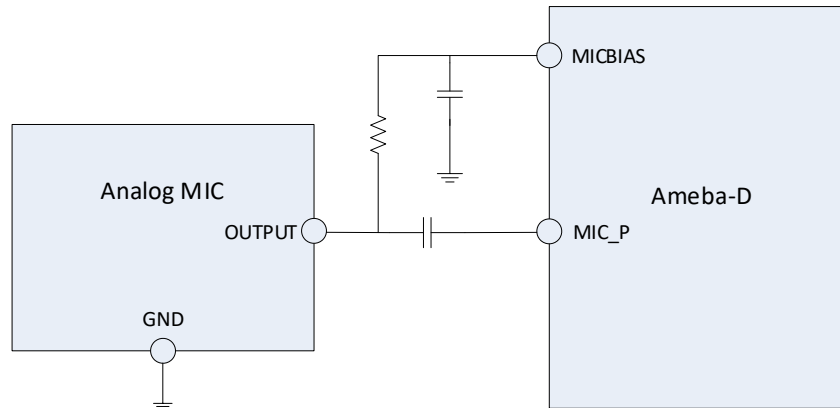 MICBIAS
Analog MIC
Ameba-D
OUTPUT
MIC_P
GND